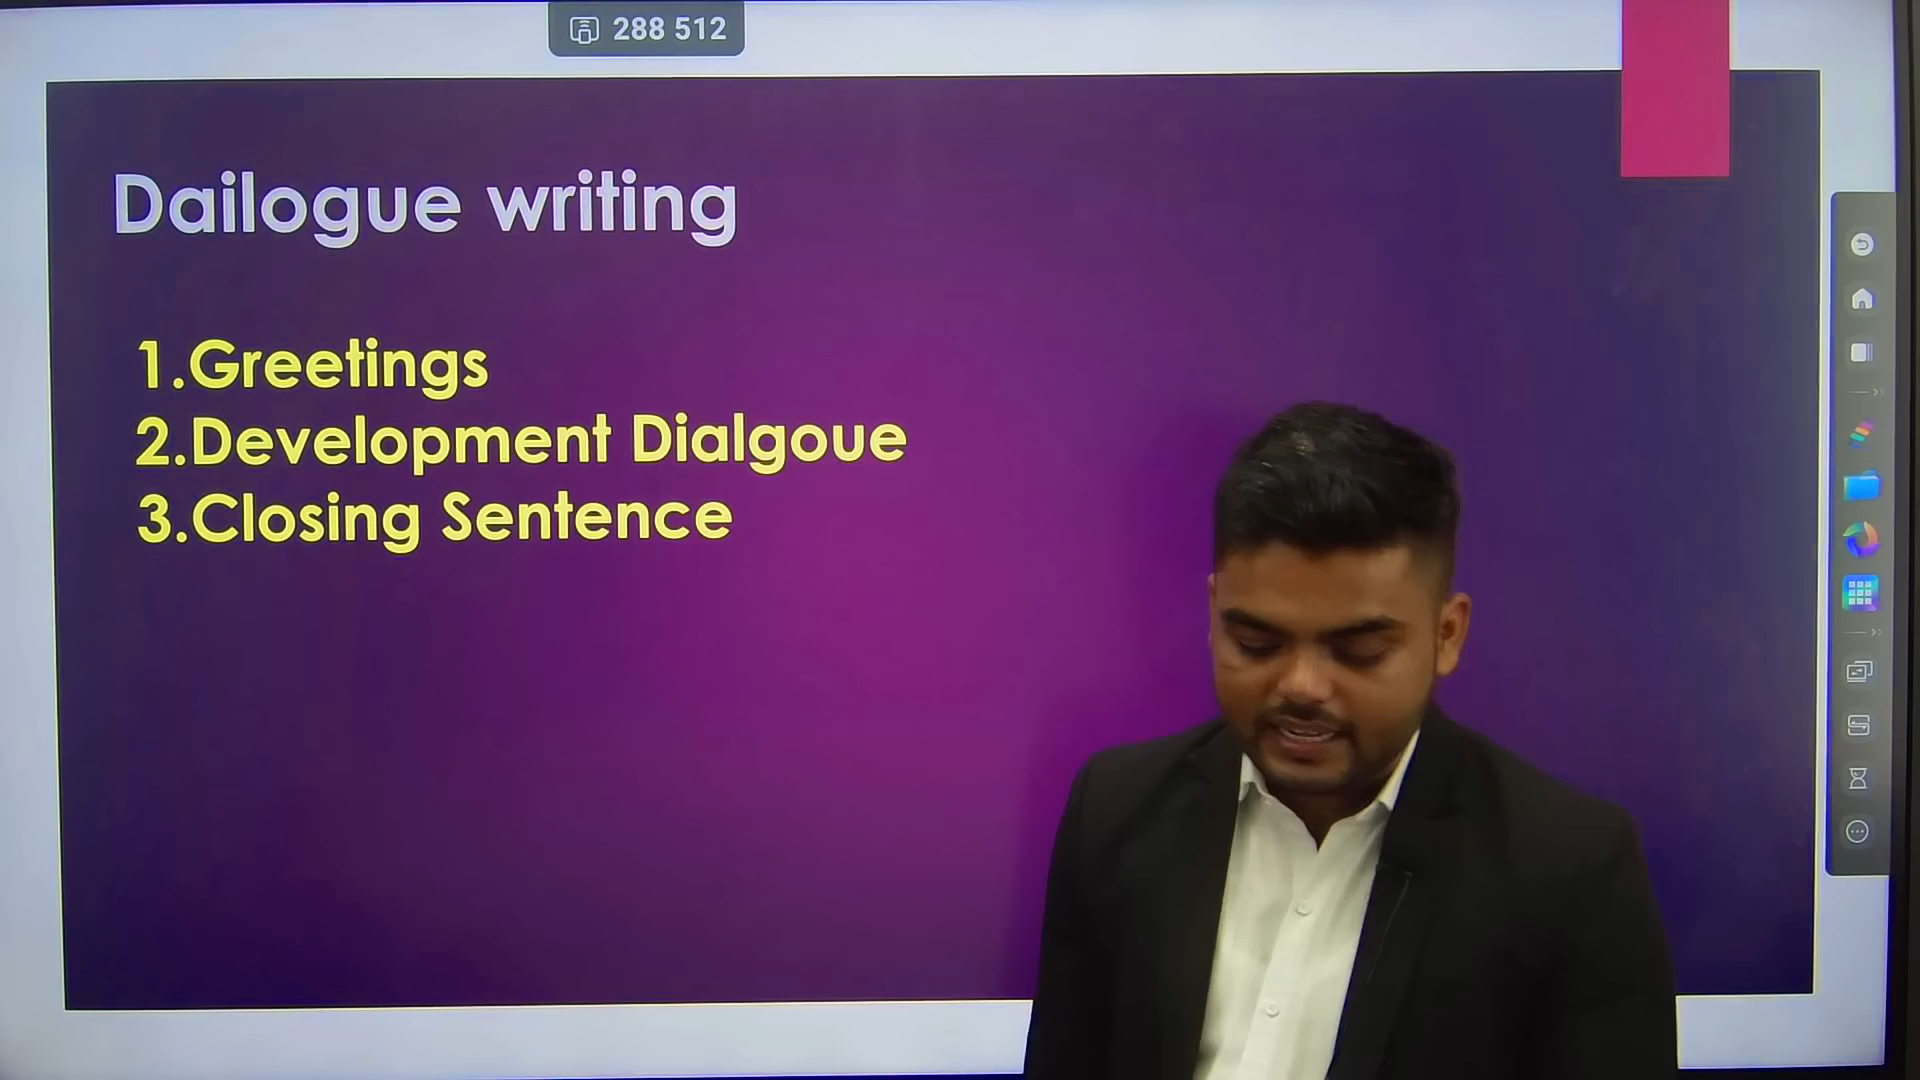 288 512
Dailogue writing
1.Greetings
2.Development Dialgoue
3.Closing Sentence